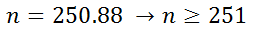 n = 250.88 → n ≥ 251